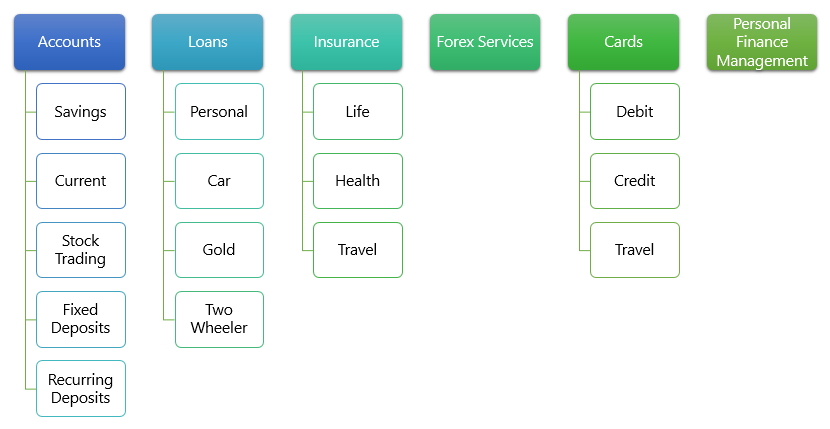 Accounts
Savings
Current
Stock
Trading
Fixed
Deposits
Recurring
Deposits
Loans
Personal
Car
Gold
Two
Wheeler
Insurance
Life
Health
Travel
Forex Services
Cards
Debit
Credit
Travel
Personal
Finance
Management